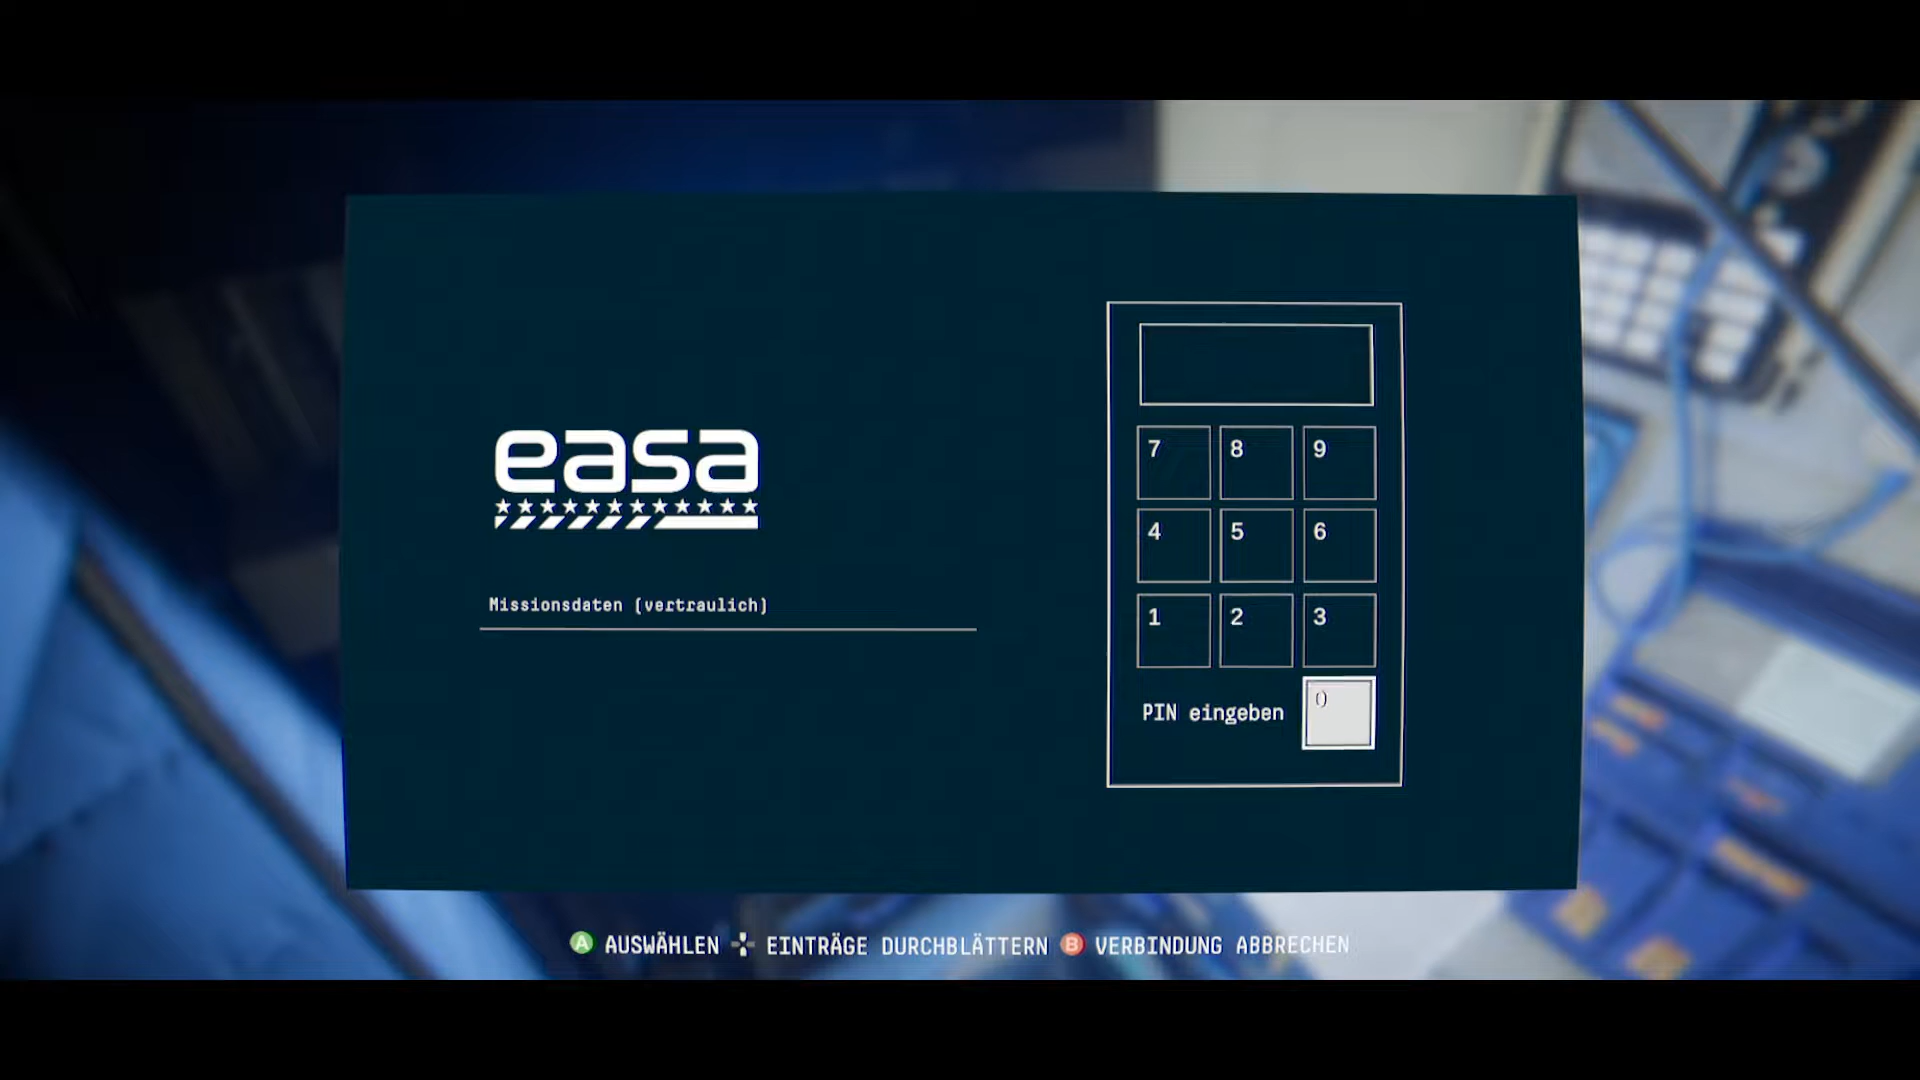 easa
Missionsdaten (vertraulich)
7 8 9
4 5 6
1 2 3
PIN eingeben 0
A AUSWÄHLEN EINTRÄGE DURCHBLÄTTERN B VERBINDUNG ABBRECHEN